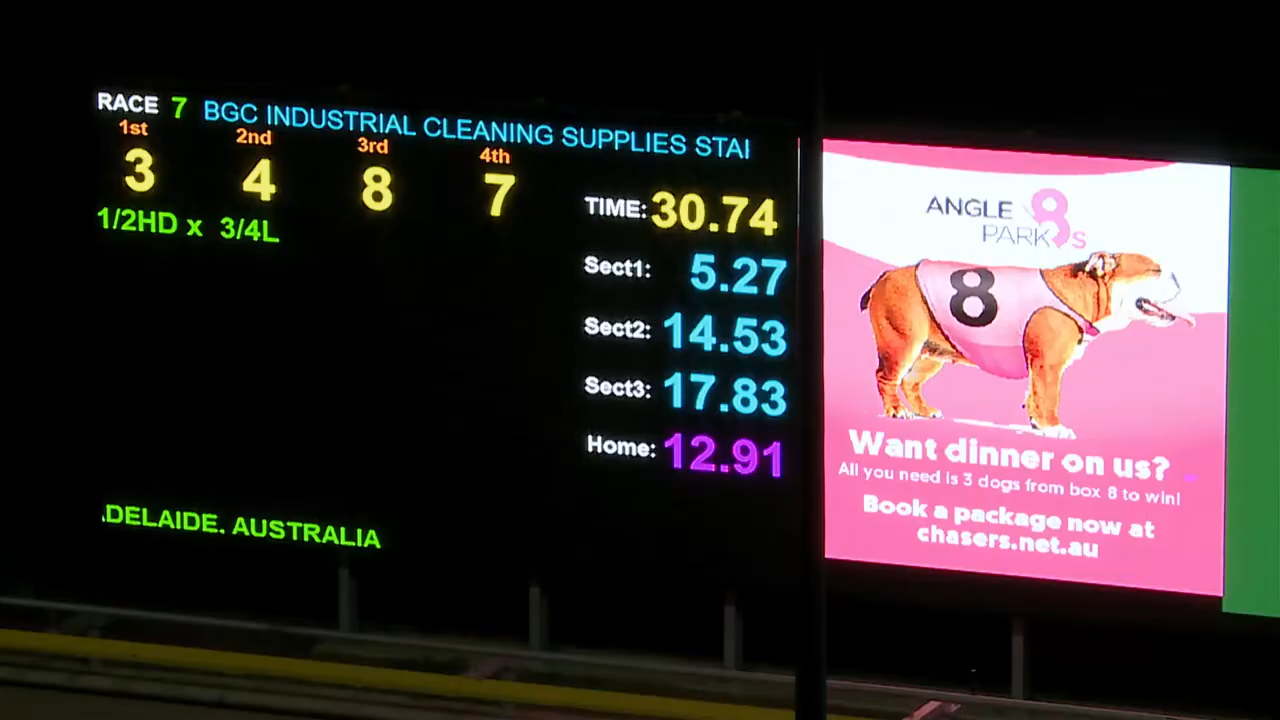 RACE 7 BGC INDUSTRIAL CLEANING SUPPLIES STAI
1st 2nd 3rd 4th
3 4 8 7
1/2HD x 3/4L
TIME: 30.74
Sect1: 5.27
Sect2: 14.53
Sect3: 17.83
Home: 12.91
DELAIDE. AUSTRALIA
ANGLE
PARK 8s
8
Want dinner on us?
All you need is 3 dogs from box 8 to win!
Book a package now at
chasers.net.au